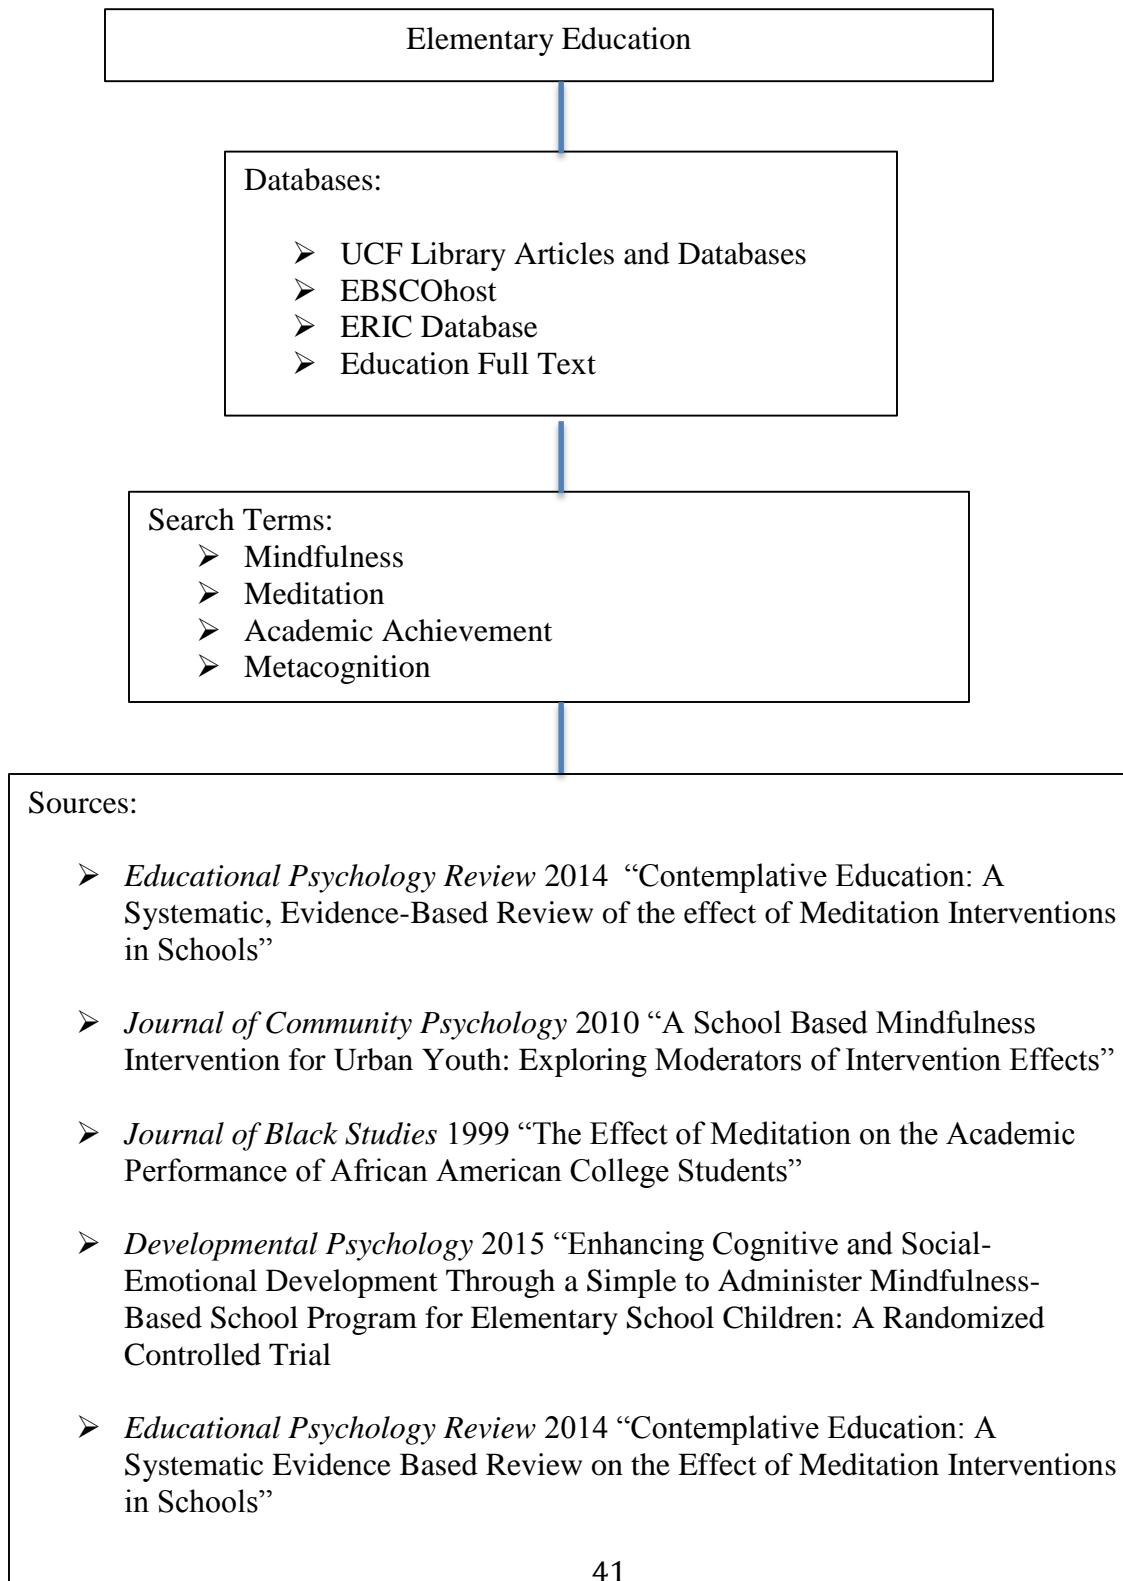 Elementary Education
Databases:
➢ UCF Library Articles and Databases
➢ EBSCOhost
➢ ERIC Database
➢ Education Full Text
Search Terms:
➢ Mindfulness
➢ Meditation
➢ Academic Achievement
➢ Metacognition
Sources:
➢ Educational Psychology Review 2014 “Contemplative Education: A
Systematic, Evidence-Based Review of the effect of Meditation Interventions
in Schools”
➢ Journal of Community Psychology 2010 “A School Based Mindfulness
Intervention for Urban Youth: Exploring Moderators of Intervention Effects”
➢ Journal of Black Studies 1999 “The Effect of Meditation on the Academic
Performance of African American College Students”
➢ Developmental Psychology 2015 “Enhancing Cognitive and Social-
Emotional Development Through a Simple to Administer Mindfulness-
Based School Program for Elementary School Children: A Randomized
Controlled Trial
➢ Educational Psychology Review 2014 “Contemplative Education: A
Systematic Evidence Based Review on the Effect of Meditation Interventions
in Schools”
41